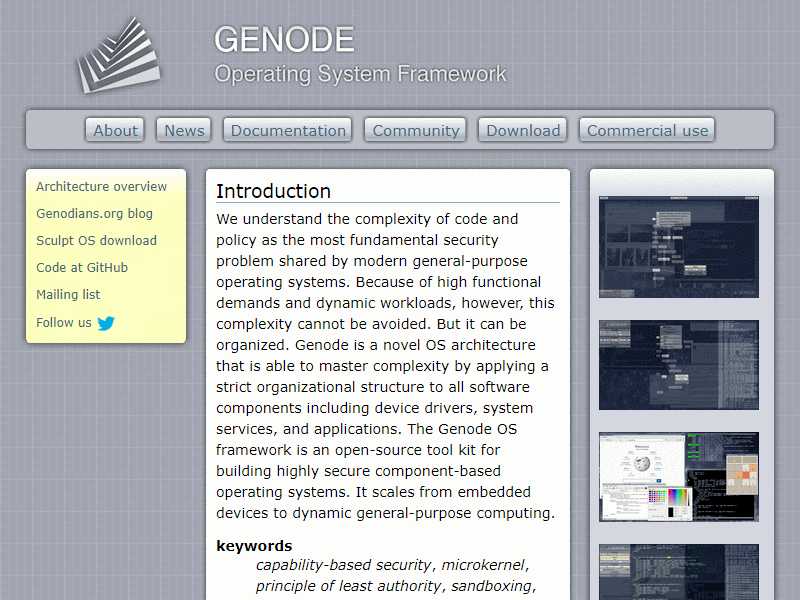 GENODE
Operating System Framework
About
News
Documentation
Community
Download
Commercial use
Architecture overview
Genodians.org blog
Sculpt OS download
Code at GitHub
Mailing list
Follow us
Introduction
We understand the complexity of code and
policy as the most fundamental security
problem shared by modern general-purpose
operating systems. Because of high functional
demands and dynamic workloads, however, this
complexity cannot be avoided. But it can be
organized. Genode is a novel OS architecture
that is able to master complexity by applying a
strict organizational structure to all software
components including device drivers, system
services, and applications. The Genode OS
framework is an open-source tool kit for
building highly secure component-based
operating systems. It scales from embedded
devices to dynamic general-purpose computing.
keywords
capability-based security, microkernel,
principle of least authority, sandboxing,